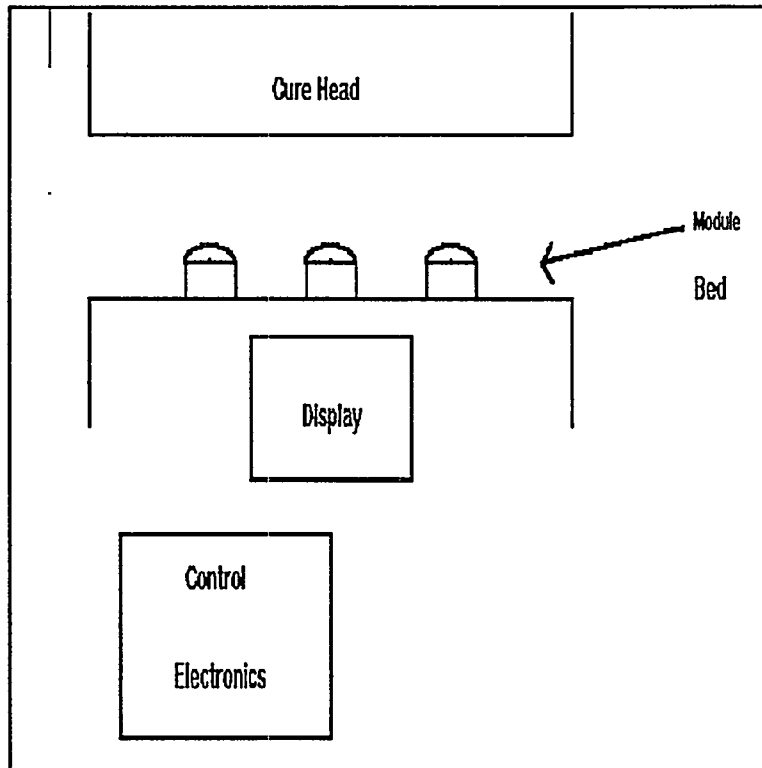 Cure Head
Module
Bed
Display
Control
Electronics